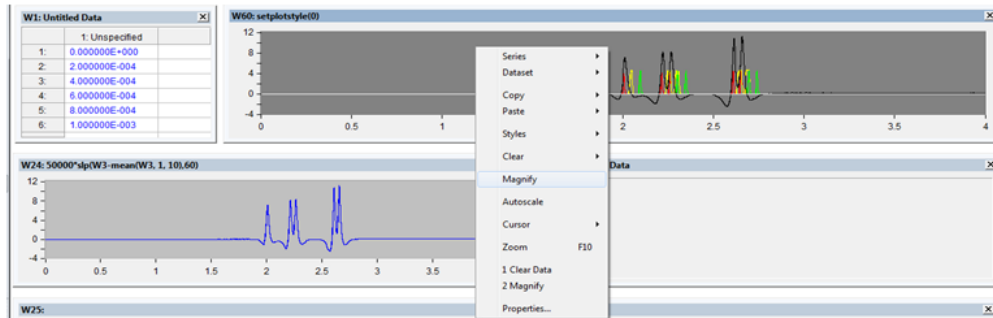 W1: Untitled Data
1: Unspecified
1: 0.000000E+000
2: 2.000000E-004
3: 4.000000E-004
4: 6.000000E-004
5: 8.000000E-004
6: 1.000000E-003
W60: setplotstyle(0)
12
8
4
0
-4
0 0.5 1 2 2.5 3 3.5 4
Series
Dataset
Copy
Paste
Styles
Clear
Magnify
Autoscale
Cursor
Zoom F10
1 Clear Data
2 Magnify
Properties...
W24: 50000*slp(W3-mean(W3, 1, 10),60)
12
8
4
0
-4
0 0.5 1 1.5 2 2.5 3 3.5
Data
W25: